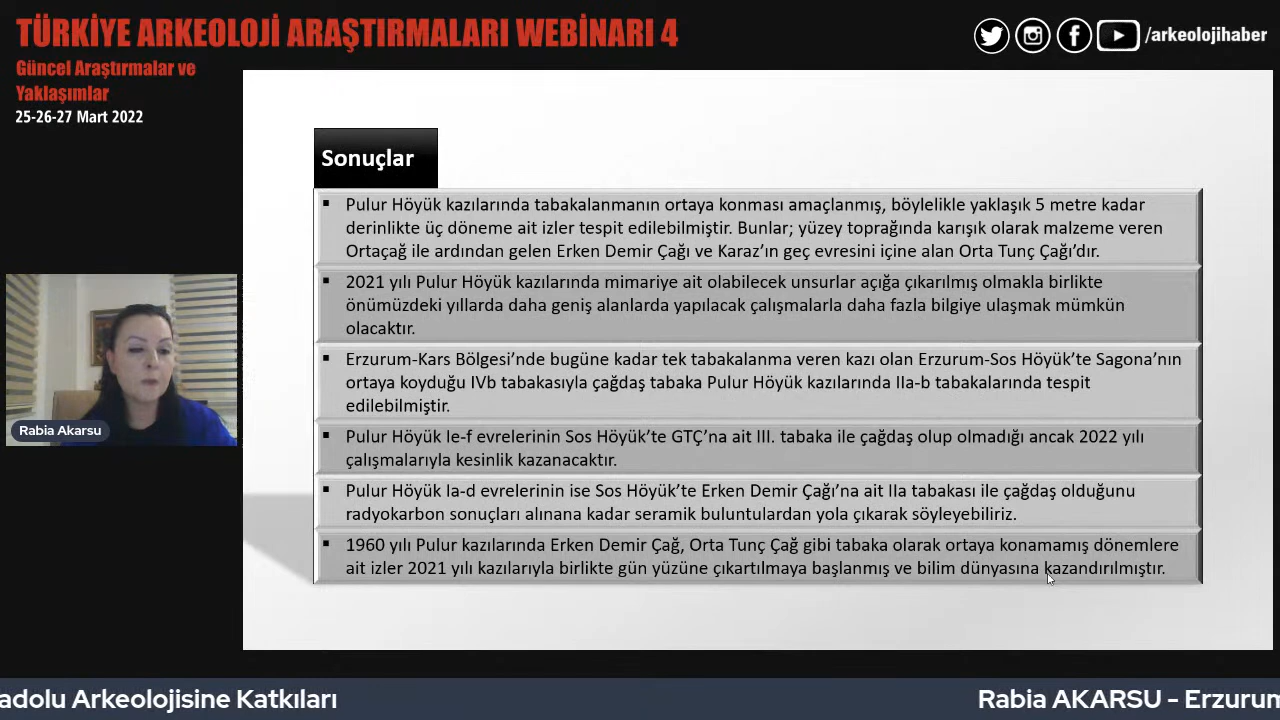 TÜRKİYE ARKEOLOJİ ARAŞTIRMALARI WEBİNARI 4
Güncel Araştırmalar ve
Yaklaşımlar
25-26-27 Mart 2022
/arkeolojihaber
Sonuçlar
▪ Pulur Höyük kazılarında tabakalanmanın ortaya konması amaçlanmış, böylelikle yaklaşık 5 metre kadar
derinlikte üç döneme ait izler tespit edilebilmiştir. Bunlar; yüzey toprağında karışık olarak malzeme veren
Ortaçağ ile ardından gelen Erken Demir Çağı ve Karaz’ın geç evresini içine alan Orta Tunç Çağı’dır.
▪ 2021 yılı Pulur Höyük kazılarında mimariye ait olabilecek unsurlar açığa çıkarılmış olmakla birlikte
önümüzdeki yıllarda daha geniş alanlarda yapılacak çalışmalarla daha fazla bilgiye ulaşmak mümkün
olacaktır.
▪ Erzurum-Kars Bölgesi’nde bugüne kadar tek tabakalanma veren kazı olan Erzurum-Sos Höyük’te Sagona’nın
ortaya koyduğu IVb tabakasıyla çağdaş tabaka Pulur Höyük kazılarında IIa-b tabakalarında tespit
edilebilmiştir.
▪ Pulur Höyük Ie-f evrelerinin Sos Höyük’te GTÇ’na ait III. tabaka ile çağdaş olup olmadığı ancak 2022 yılı
çalışmalarıyla kesinlik kazanacaktır.
▪ Pulur Höyük Ia-d evrelerinin ise Sos Höyük’te Erken Demir Çağı’na ait IIa tabakası ile çağdaş olduğunu
radyokarbon sonuçları alınana kadar seramik buluntulardan yola çıkarak söyleyebiliriz.
▪ 1960 yılı Pulur kazılarında Erken Demir Çağ, Orta Tunç Çağ gibi tabaka olarak ortaya konamamış dönemlere
ait izler 2021 yılı kazılarıyla birlikte gün yüzüne çıkartılmaya başlanmış ve bilim dünyasına kazandırılmıştır.
Rabia Akarsu
adolu Arkeolojisine Katkıları
Rabia AKARSU - Erzurum